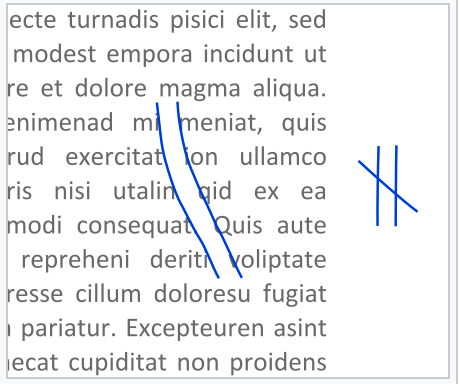 ecte turnadis pisici elit, sed
modest empora incidunt ut
re et dolore magma aliqua.
enimenad mi meniat, quis
rud exercitat ion ullamco
ris nisi utalin qid ex ea
modi consequat. Quis aute
repreheni deriti voliptate
resse cillum doloresu fugiat
pariatur. Excepteuren asint
ecat cupiditat non proidens